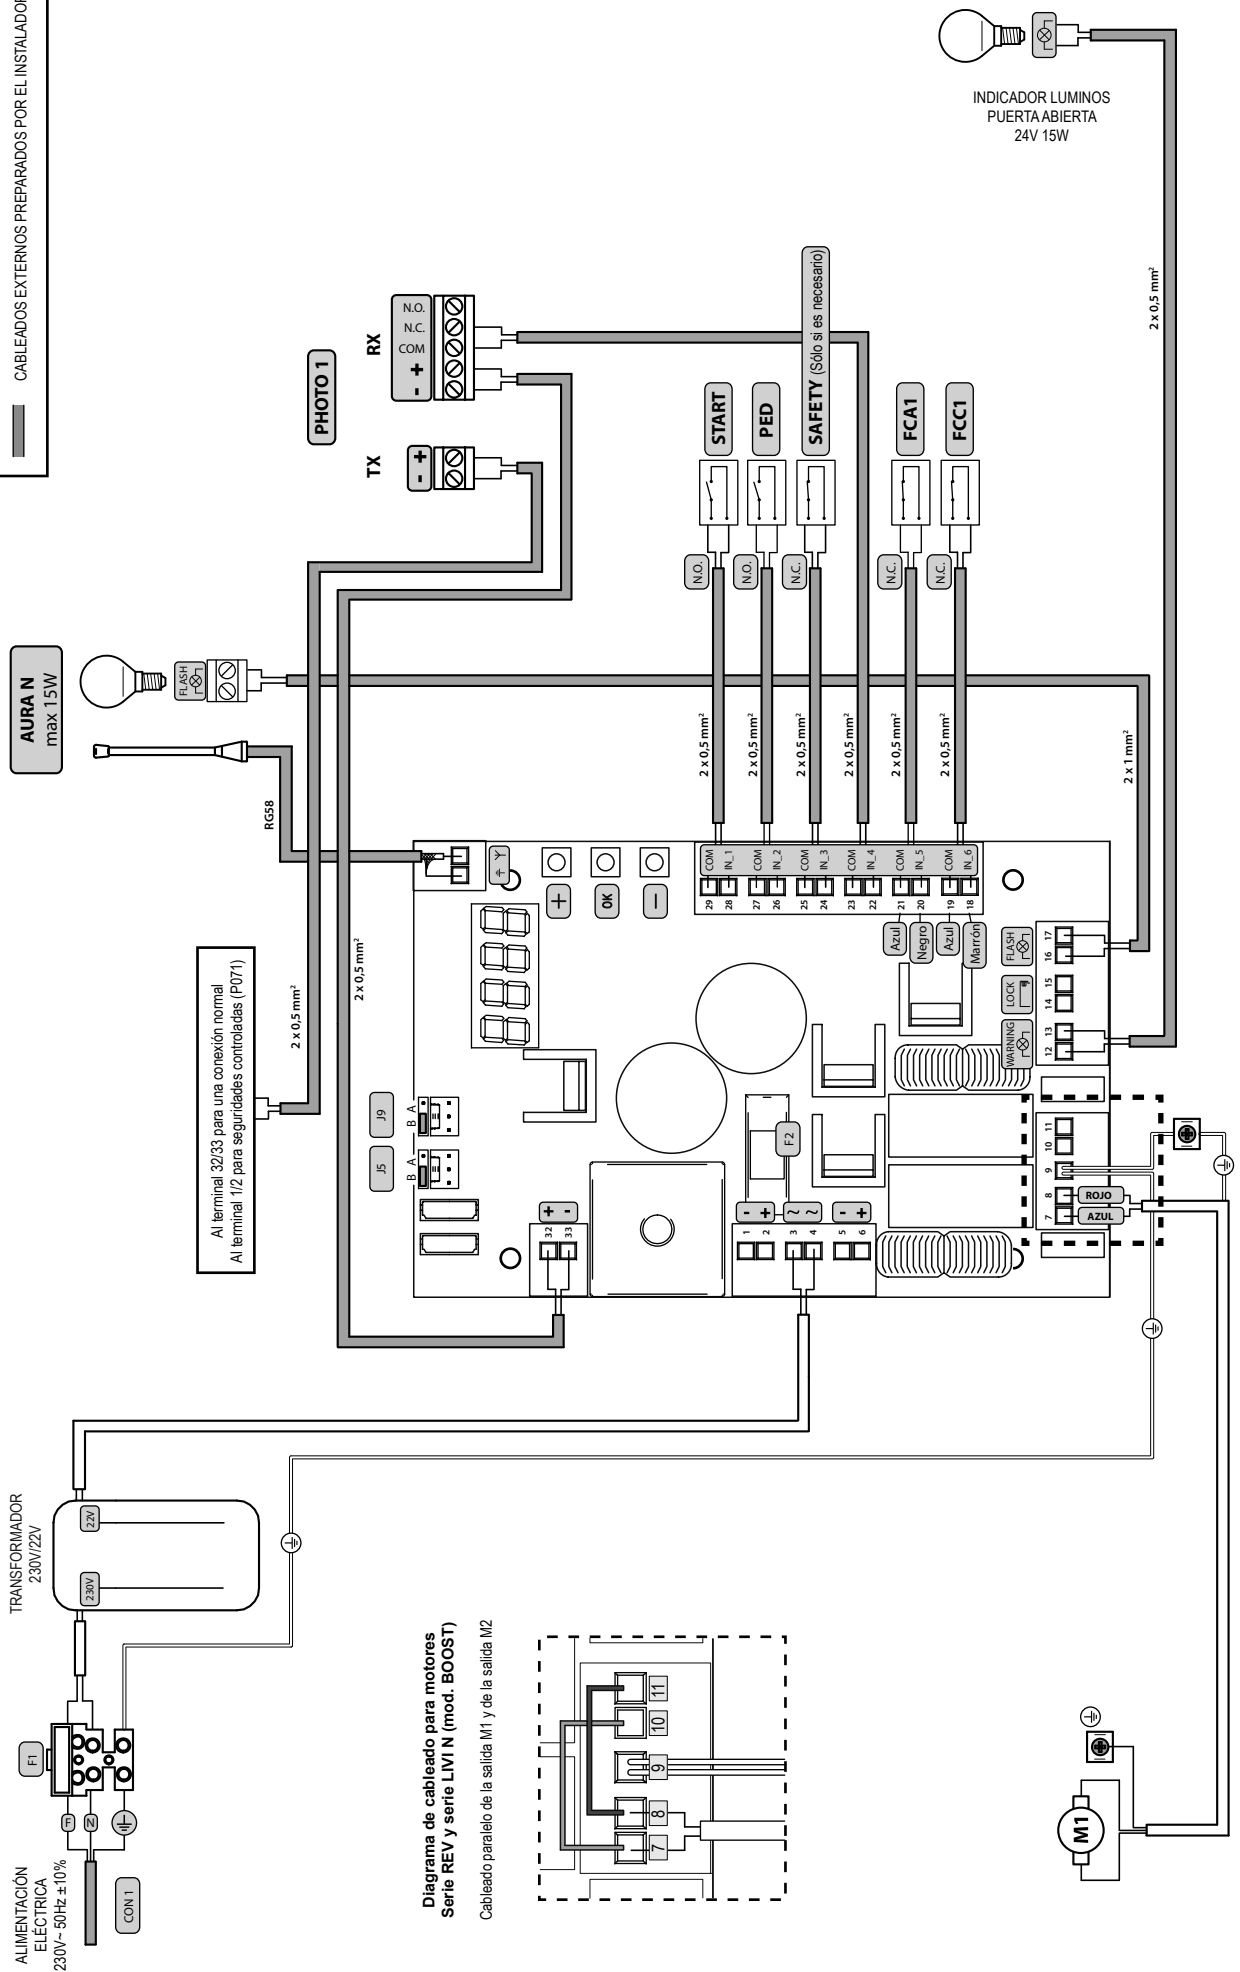 CABLEADOS EXTERNOS PREPARADOS POR EL INSTALADOR
INDICADOR LUMINOS
PUERTA ABIERTA
24V 15W
2 x 0,5 mm²
AURA N
max 15W
FLASH
RG58
PHOTO 1
TX
- +
RX
- +
COM
N.C.
N.O.
Al terminal 32/33 para una conexión normal
Al terminal 1/2 para seguridades controladas (P071)
2 x 0,5 mm²
2 x 0,5 mm²
START
PED
SAFETY (Sólo si es necesario)
FCA1
FCC1
N.O.
N.O.
N.C.
N.C.
N.C.
2 x 0,5 mm²
2 x 0,5 mm²
2 x 0,5 mm²
2 x 0,5 mm²
2 x 0,5 mm²
2 x 0,5 mm²
2 x 1 mm²
J5
B A
J9
B A
+
OK
-
29 COM
28 IN_1
27 COM
26 IN_2
25 COM
24 IN_3
23 COM
22 IN_4
21 COM
20 IN_5
19 COM
18 IN_6
Azul
Negro
Azul
Marrón
FLASH
LOCK
WARNING
17
16
15
14
13
12
11
10
9
8
7
ROJO
AZUL
F2
32 +
33 -
1 -
2 +
3 ~
4 ~
5 -
6 +
TRANSFORMADOR
230V/22V
230V
22V
F1
F
N
CON 1
ALIMENTACIÓN
ELÉCTRICA
230V~ 50Hz ±10%
Diagrama de cableado para motores
Serie REV y serie LIVI N (mod. BOOST)
Cableado paralelo de la salida M1 y de la salida M2
7
8
9
10
11
M1